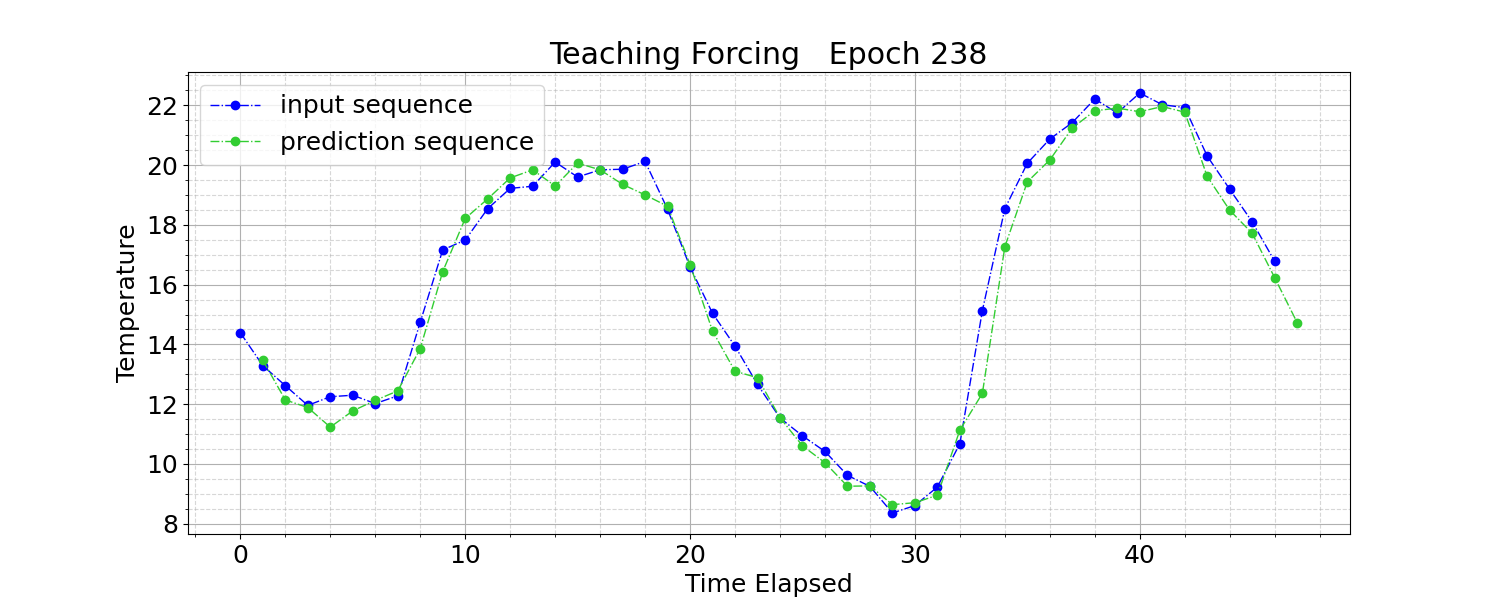 Teaching Forcing   Epoch 238
input sequence
prediction sequence
22
20
18
16
14
12
10
8
Temperature
0 10 20 30 40
Time Elapsed